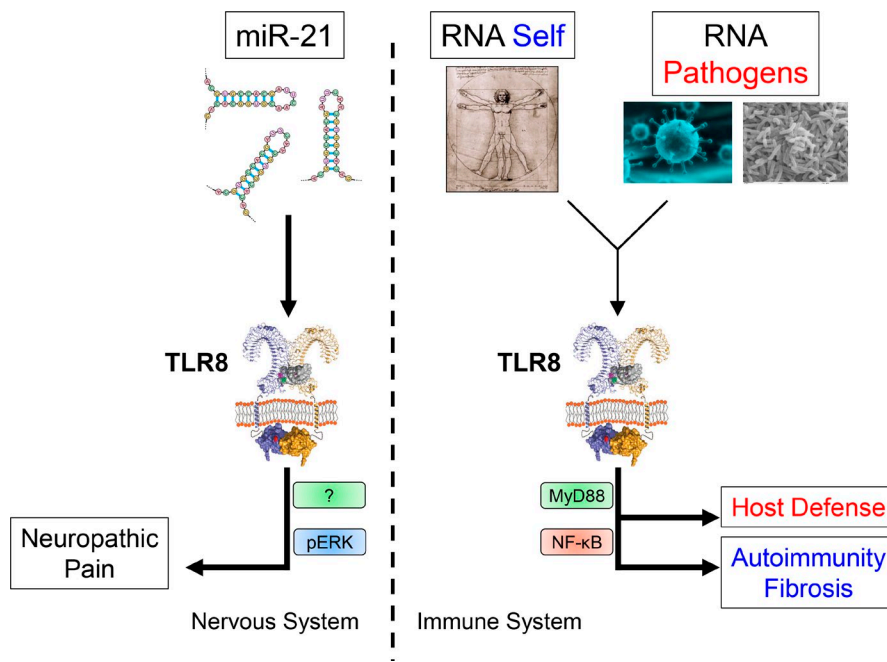 miR-21
RNA Self
RNA
Pathogens
TLR8
TLR8
?
pERK
MyD88
NF-κB
Neuropathic
Pain
Host Defense
Autoimmunity
Fibrosis
Nervous System
Immune System